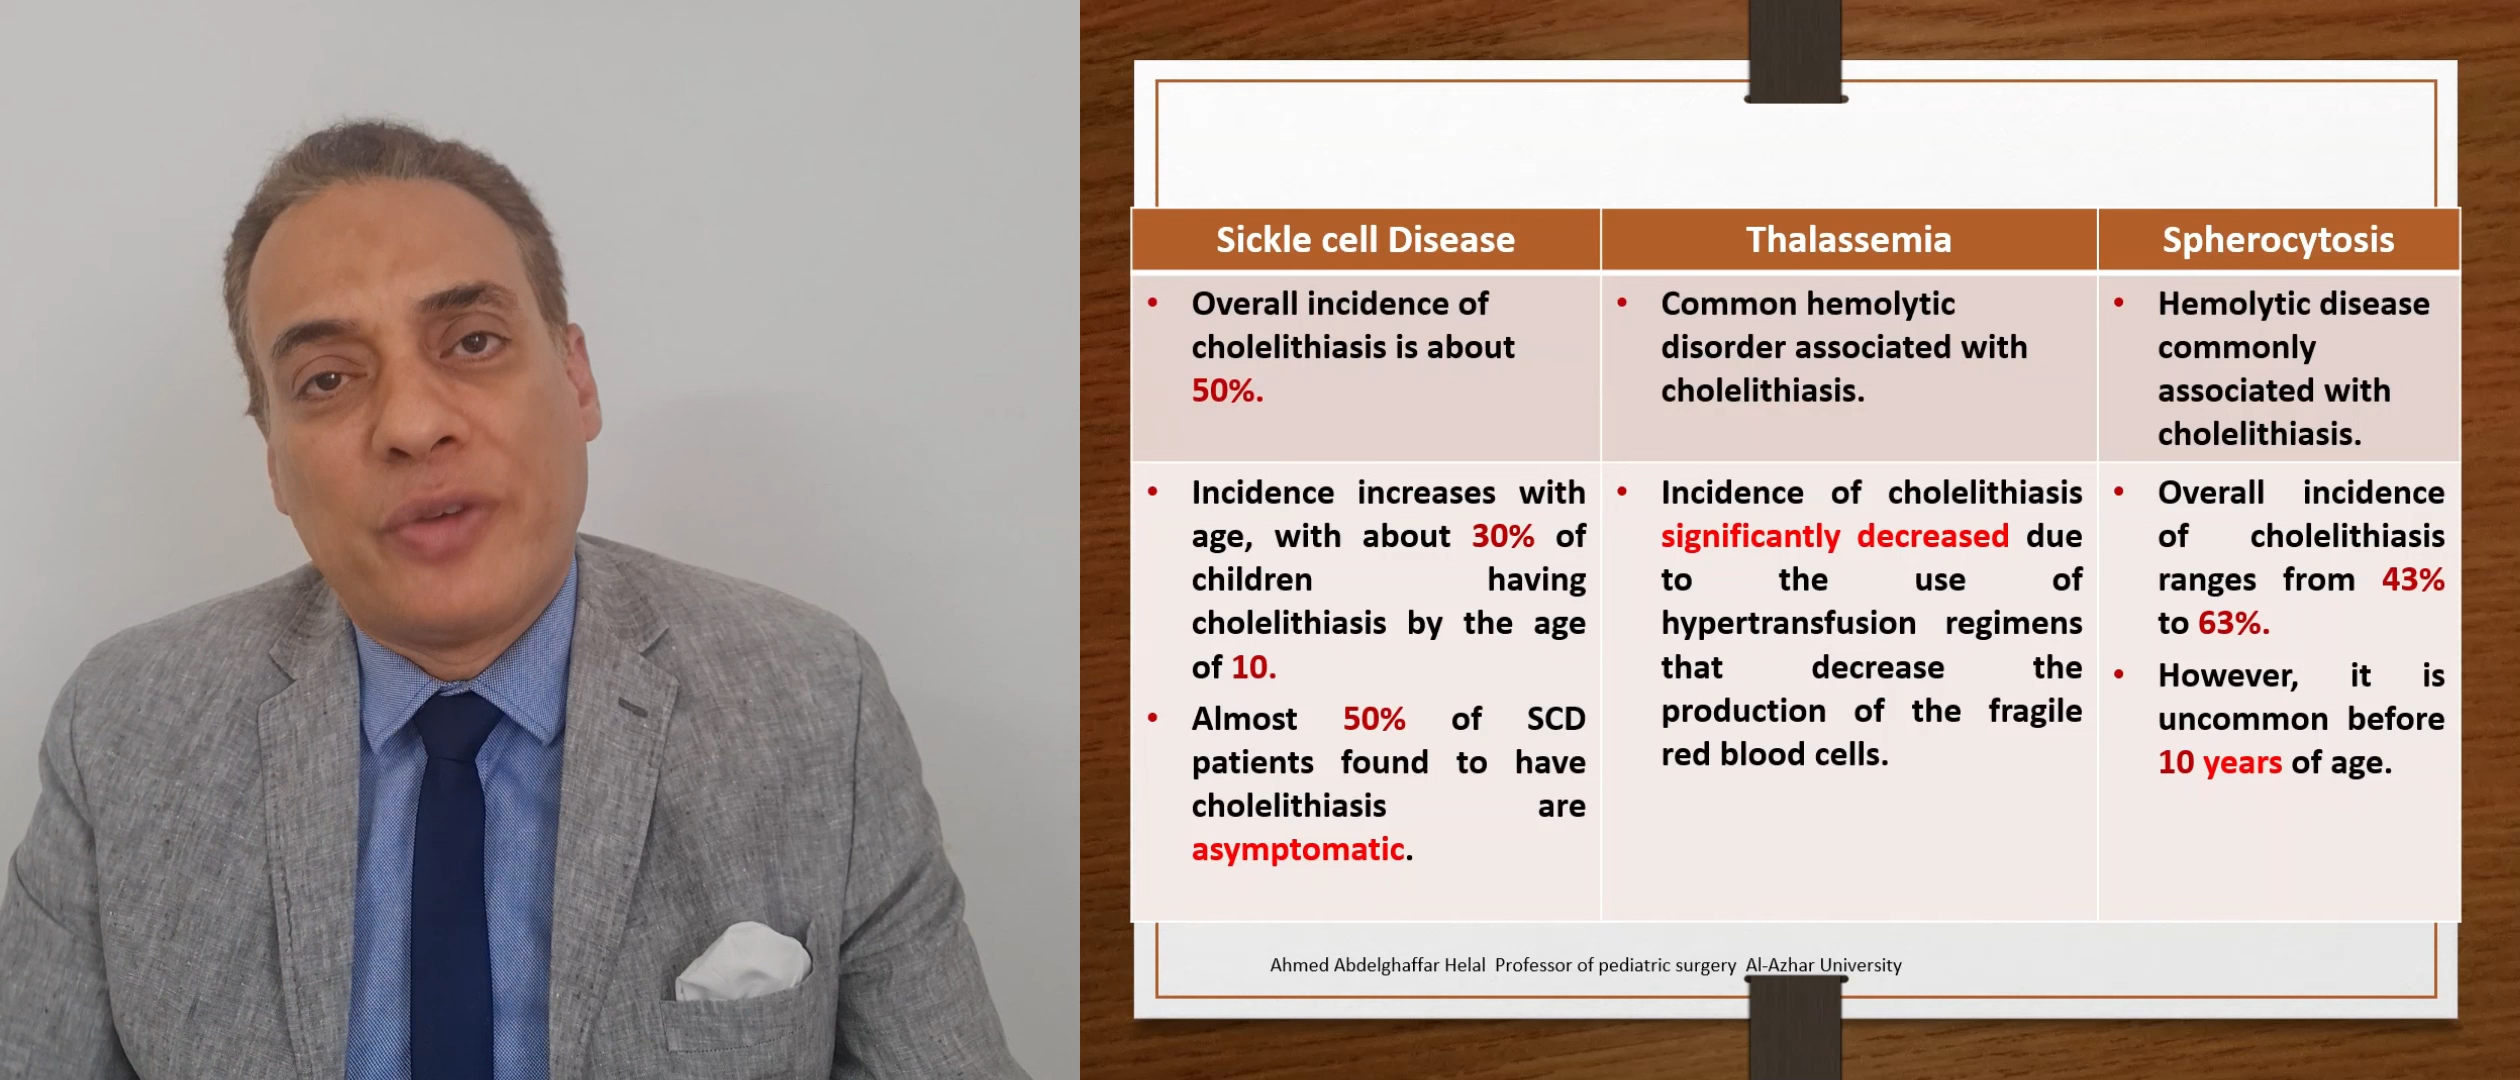 Sickle cell Disease
Thalassemia
Spherocytosis
• Overall incidence of
cholelithiasis is about
50%.
• Common hemolytic
disorder associated with
cholelithiasis.
• Hemolytic disease
commonly
associated with
cholelithiasis.
• Incidence increases with
age, with about 30% of
children having
cholelithiasis by the age
of 10.
• Almost 50% of SCD
patients found to have
cholelithiasis are
asymptomatic.
• Incidence of cholelithiasis
significantly decreased due
to the use of
hypertransfusion regimens
that decrease the
production of the fragile
red blood cells.
• Overall incidence
of cholelithiasis
ranges from 43%
to 63%.
• However, it is
uncommon before
10 years of age.
Ahmed Abdelghaffar Helal Professor of pediatric surgery Al-Azhar University